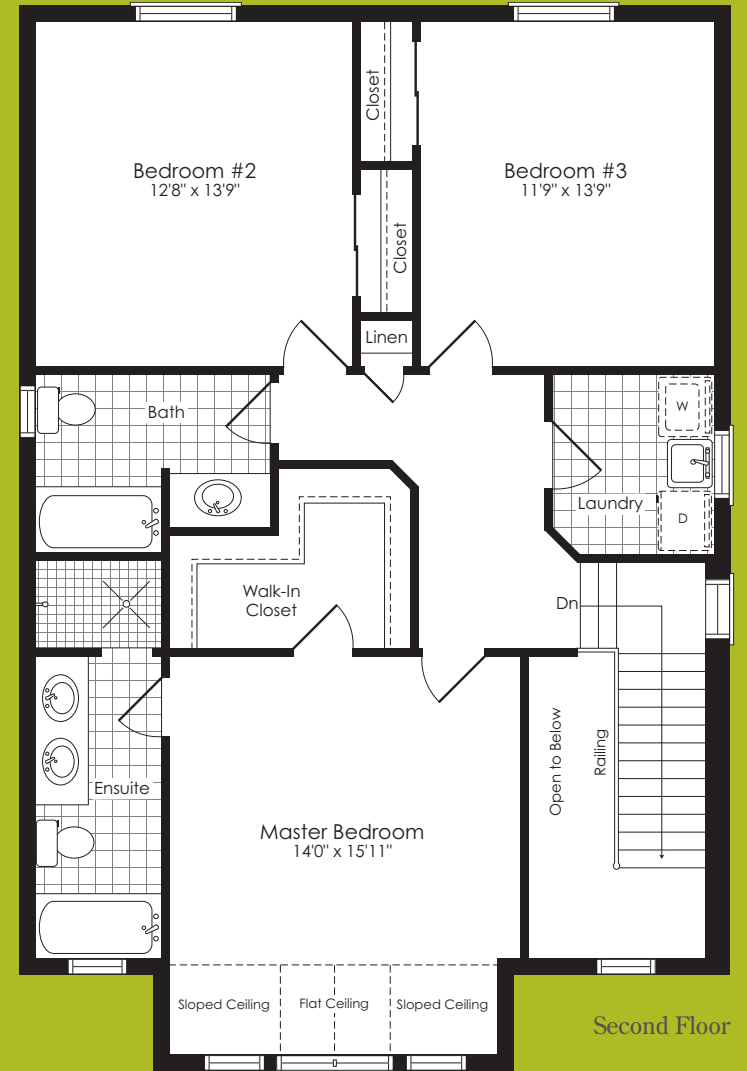 Closet
Bedroom #2
12'8" x 13'9"
Bedroom #3
11'9" x 13'9"
Closet
Linen
Bath
W
Laundry
D
Walk-In
Closet
Dn
Open to Below
Railing
Ensuite
Master Bedroom
14'0" x 15'11"
Sloped Ceiling
Flat Ceiling
Sloped Ceiling
Second Floor